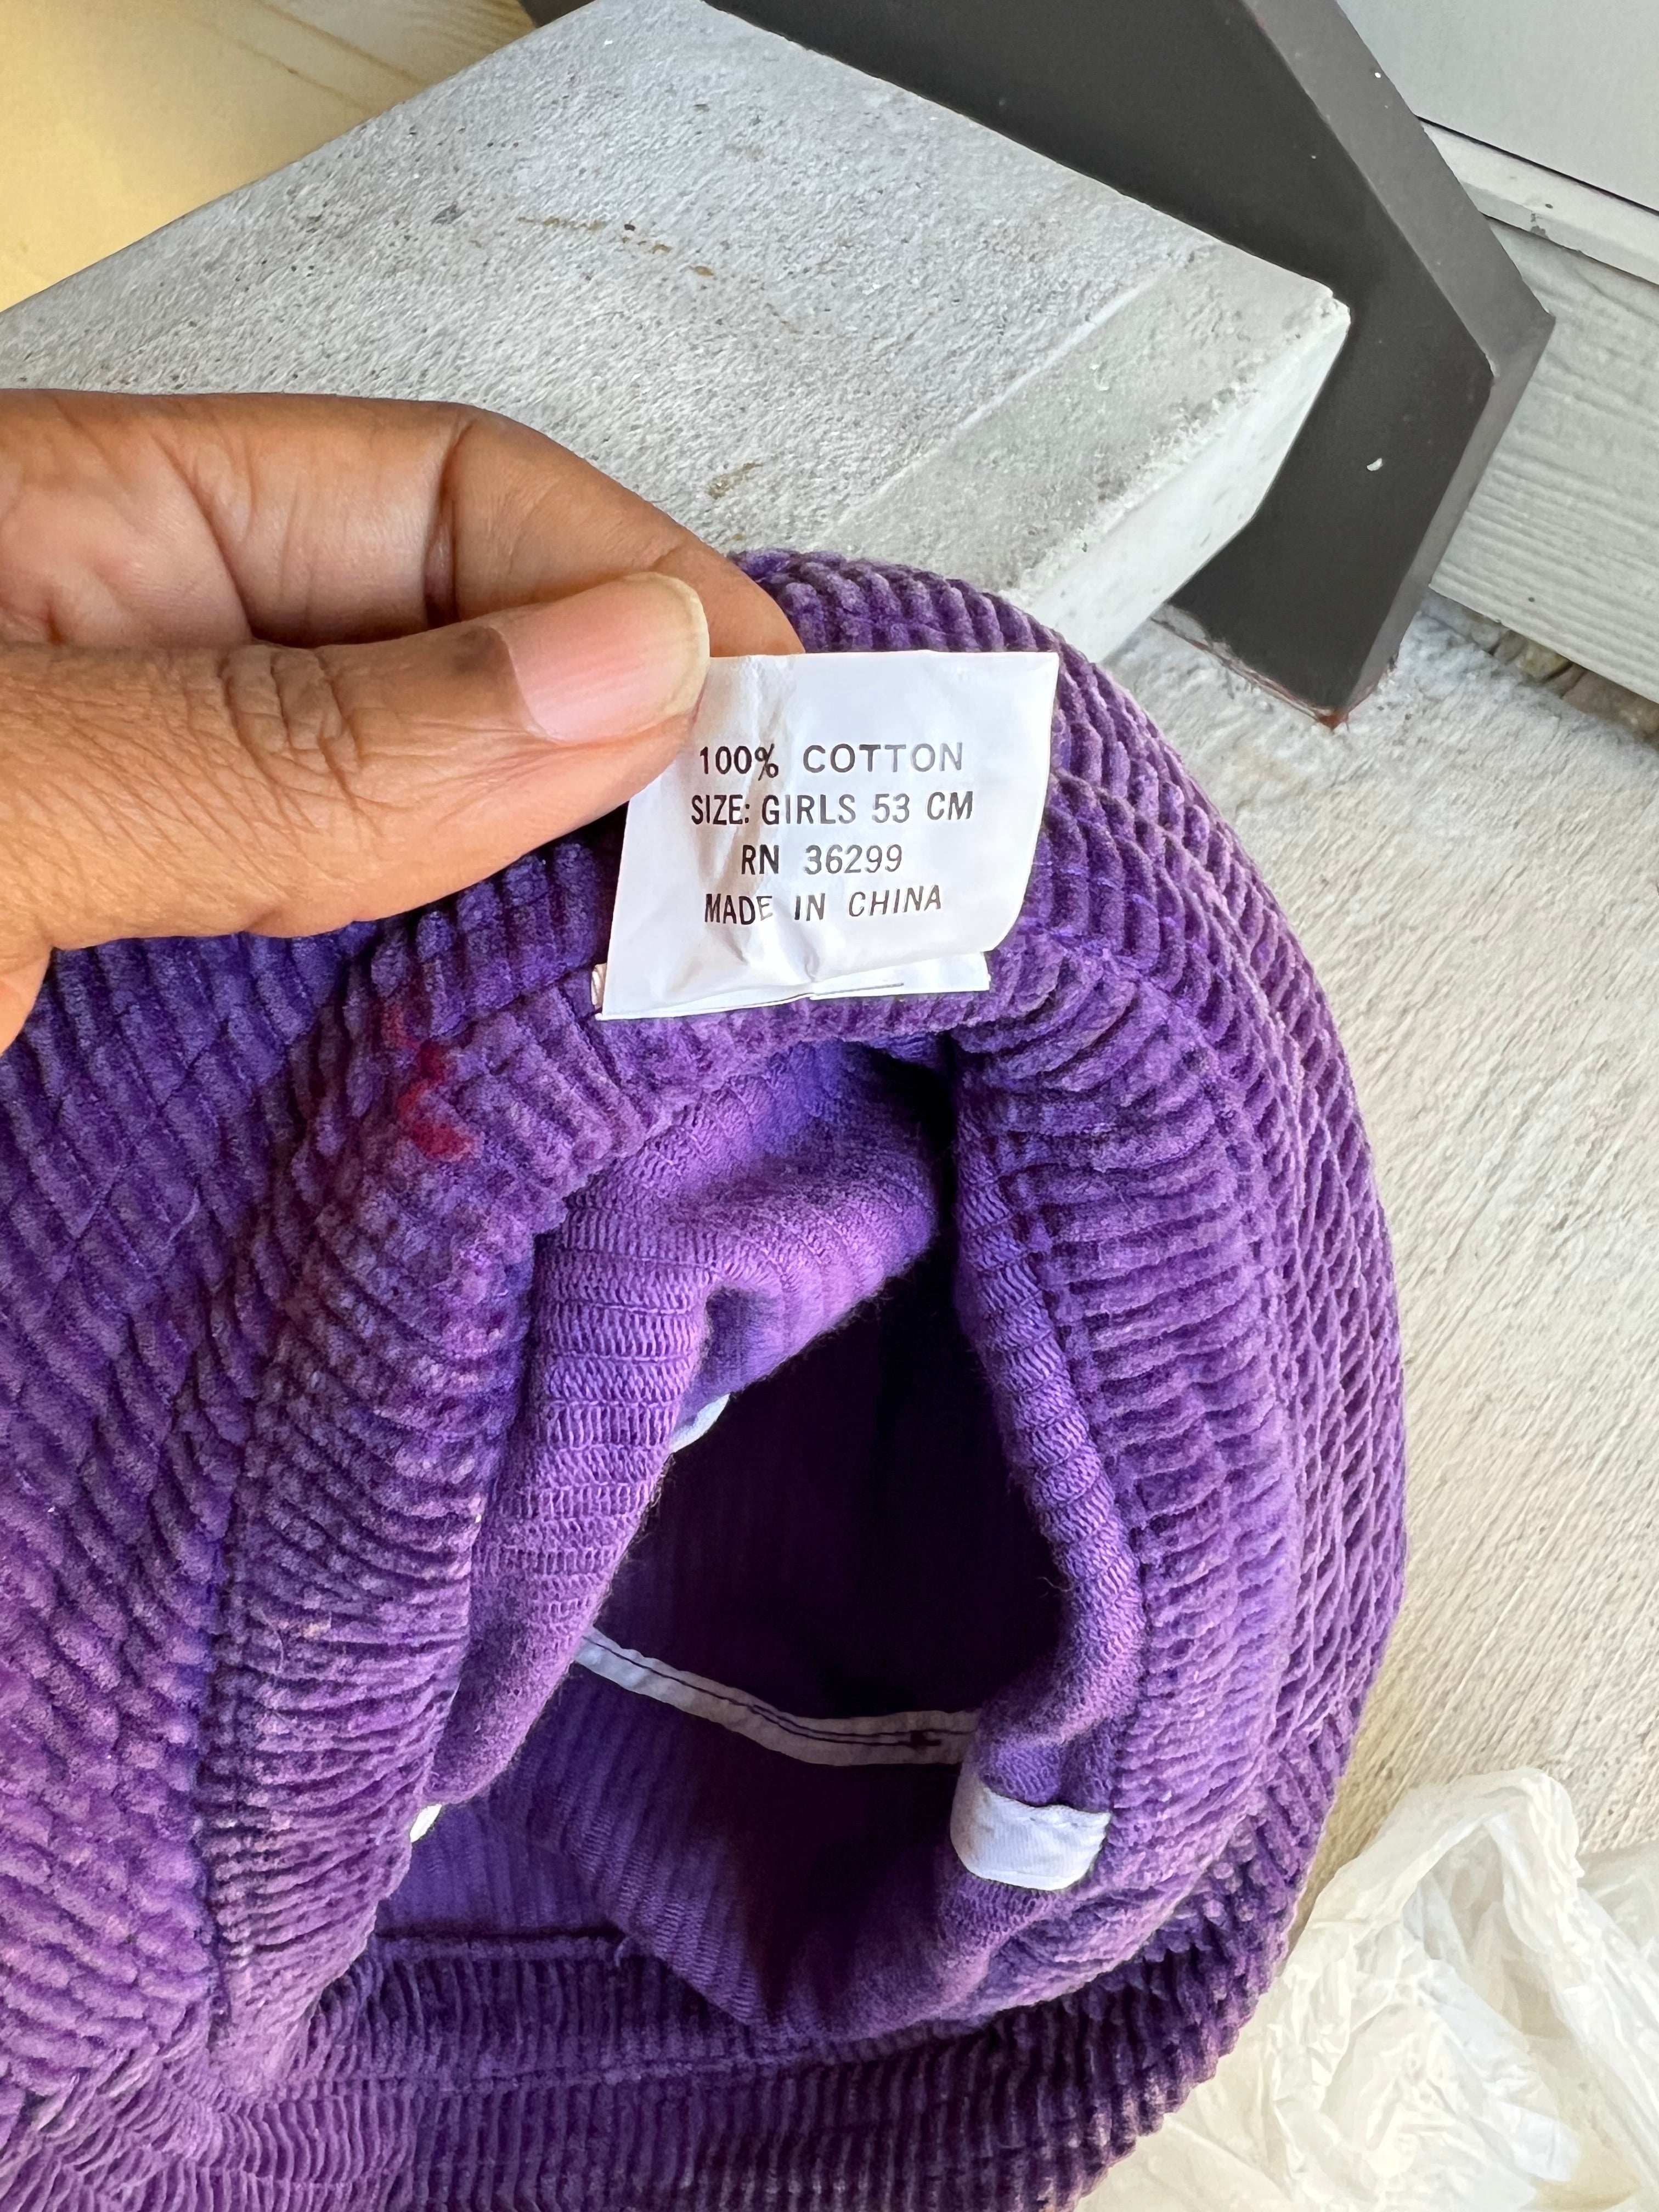 100% COTTON
SIZE: GIRLS 53 CM
RN 36299
MADE IN CHINA